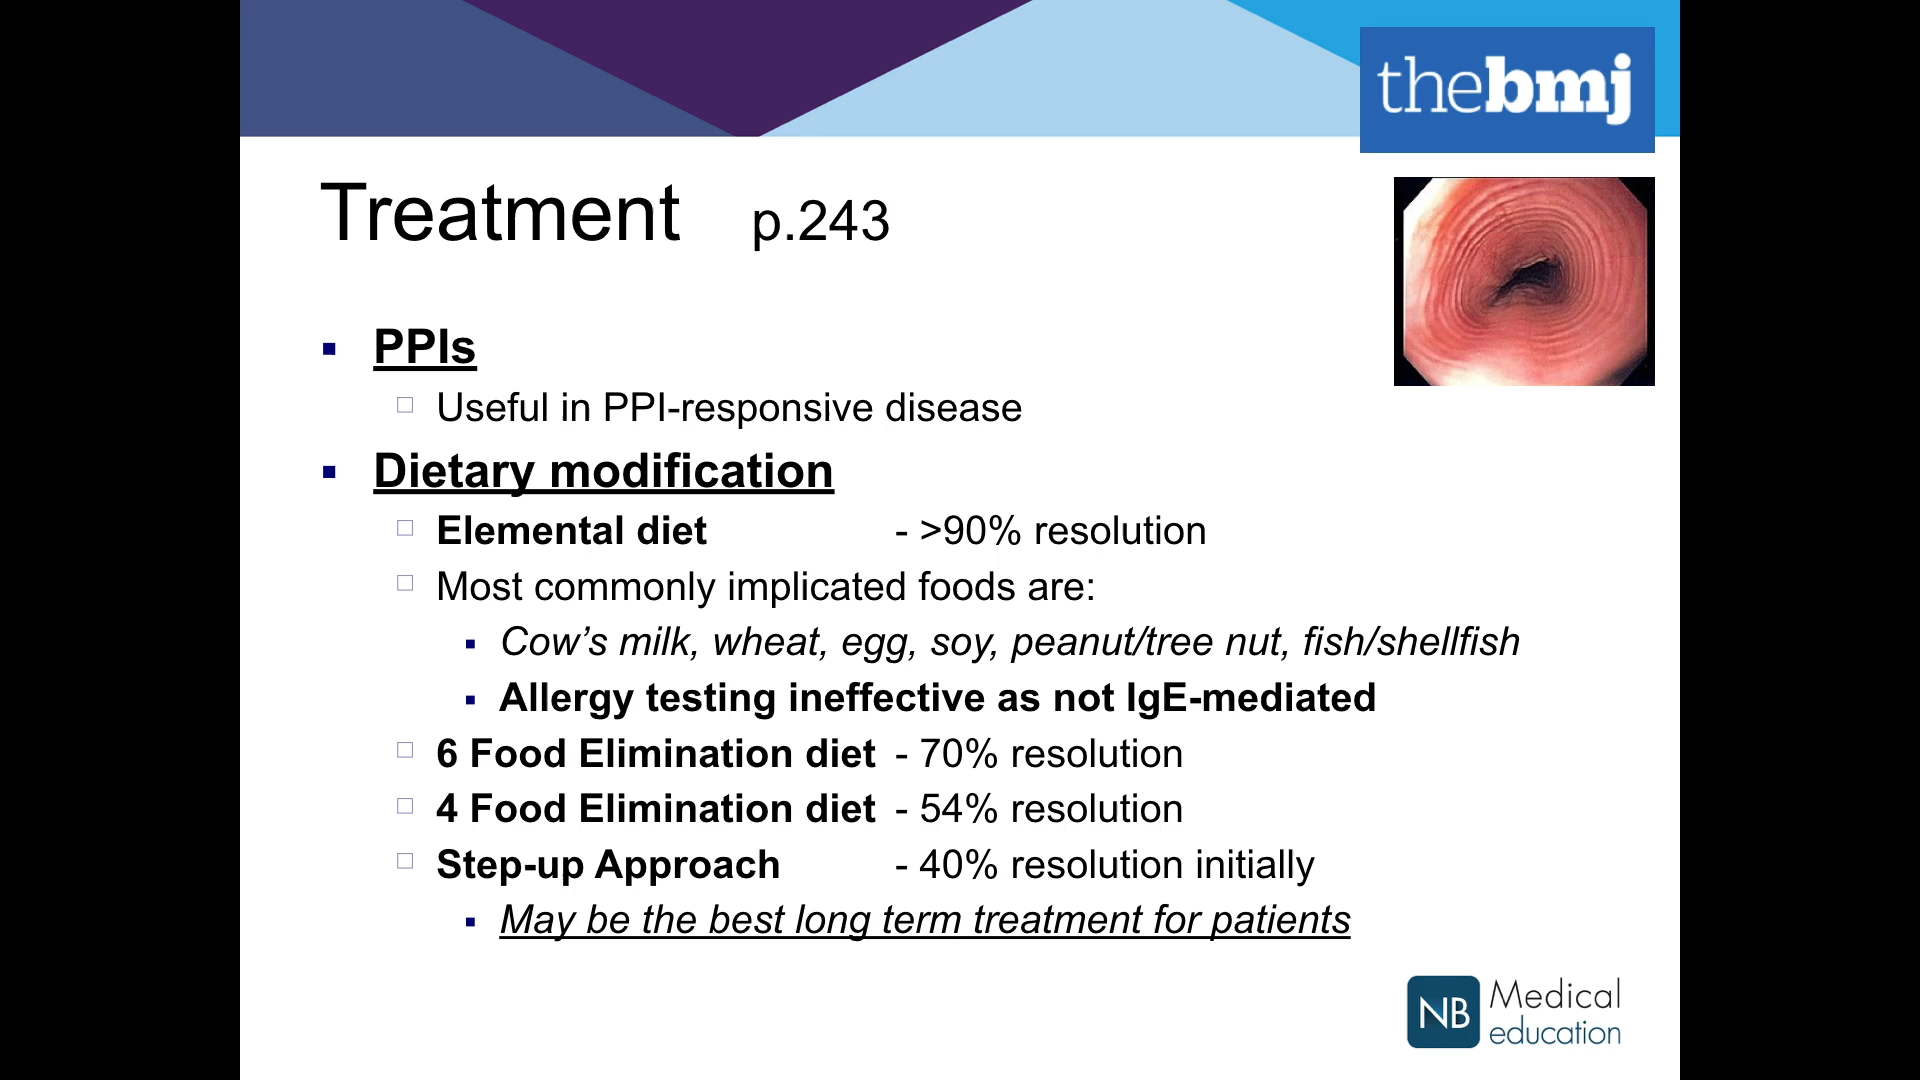 thebmj
Treatment p.243
PPIs
Useful in PPI-responsive disease
Dietary modification
Elemental diet - >90% resolution
Most commonly implicated foods are:
Cow’s milk, wheat, egg, soy, peanut/tree nut, fish/shellfish
Allergy testing ineffective as not IgE-mediated
6 Food Elimination diet - 70% resolution
4 Food Elimination diet - 54% resolution
Step-up Approach - 40% resolution initially
May be the best long term treatment for patients
NB Medical
education